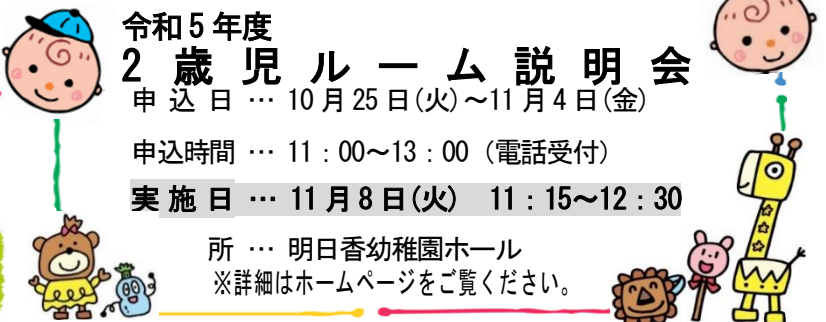 令和5年度
2歳児ルーム説明会
申込日 … 10月25日(火)～11月4日(金)
申込時間 … 11：00～13：00（電話受付）
実施日 … 11月8日(火)　11：15～12：30
所 … 明日香幼稚園ホール
※詳細はホームページをご覧ください。